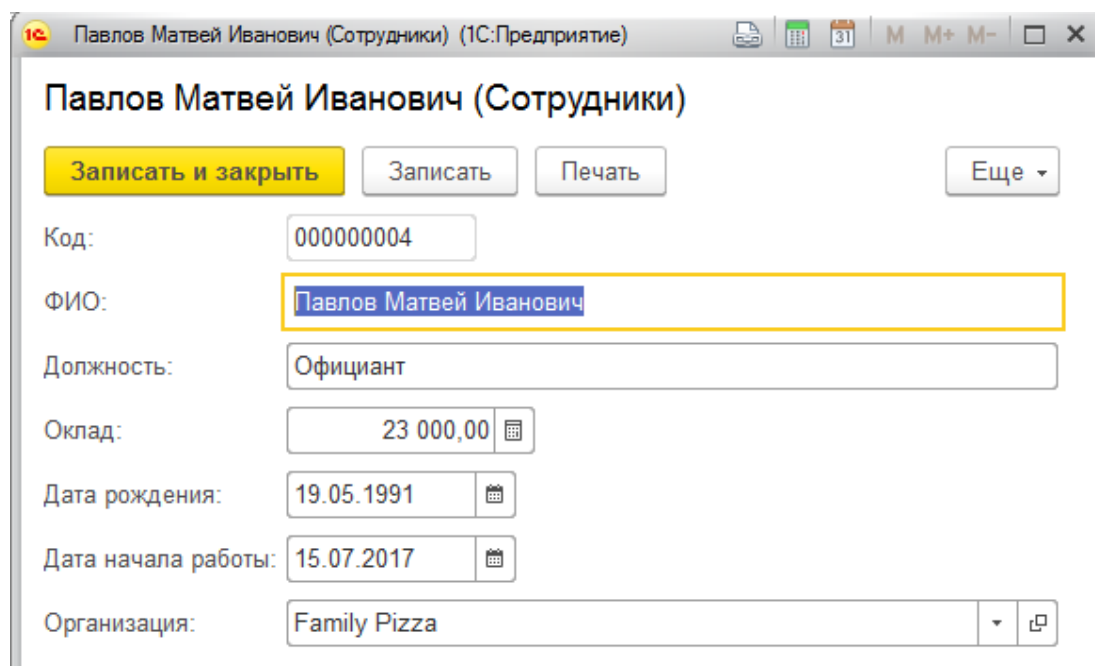 1С Павлов Матвей Иванович (Сотрудники) (1С:Предприятие) 31 M M+ M-
Павлов Матвей Иванович (Сотрудники)
Записать и закрыть Записать Печать Еще
Код: 000000004
ФИО: Павлов Матвей Иванович
Должность: Официант
Оклад: 23 000,00
Дата рождения: 19.05.1991
Дата начала работы: 15.07.2017
Организация: Family Pizza